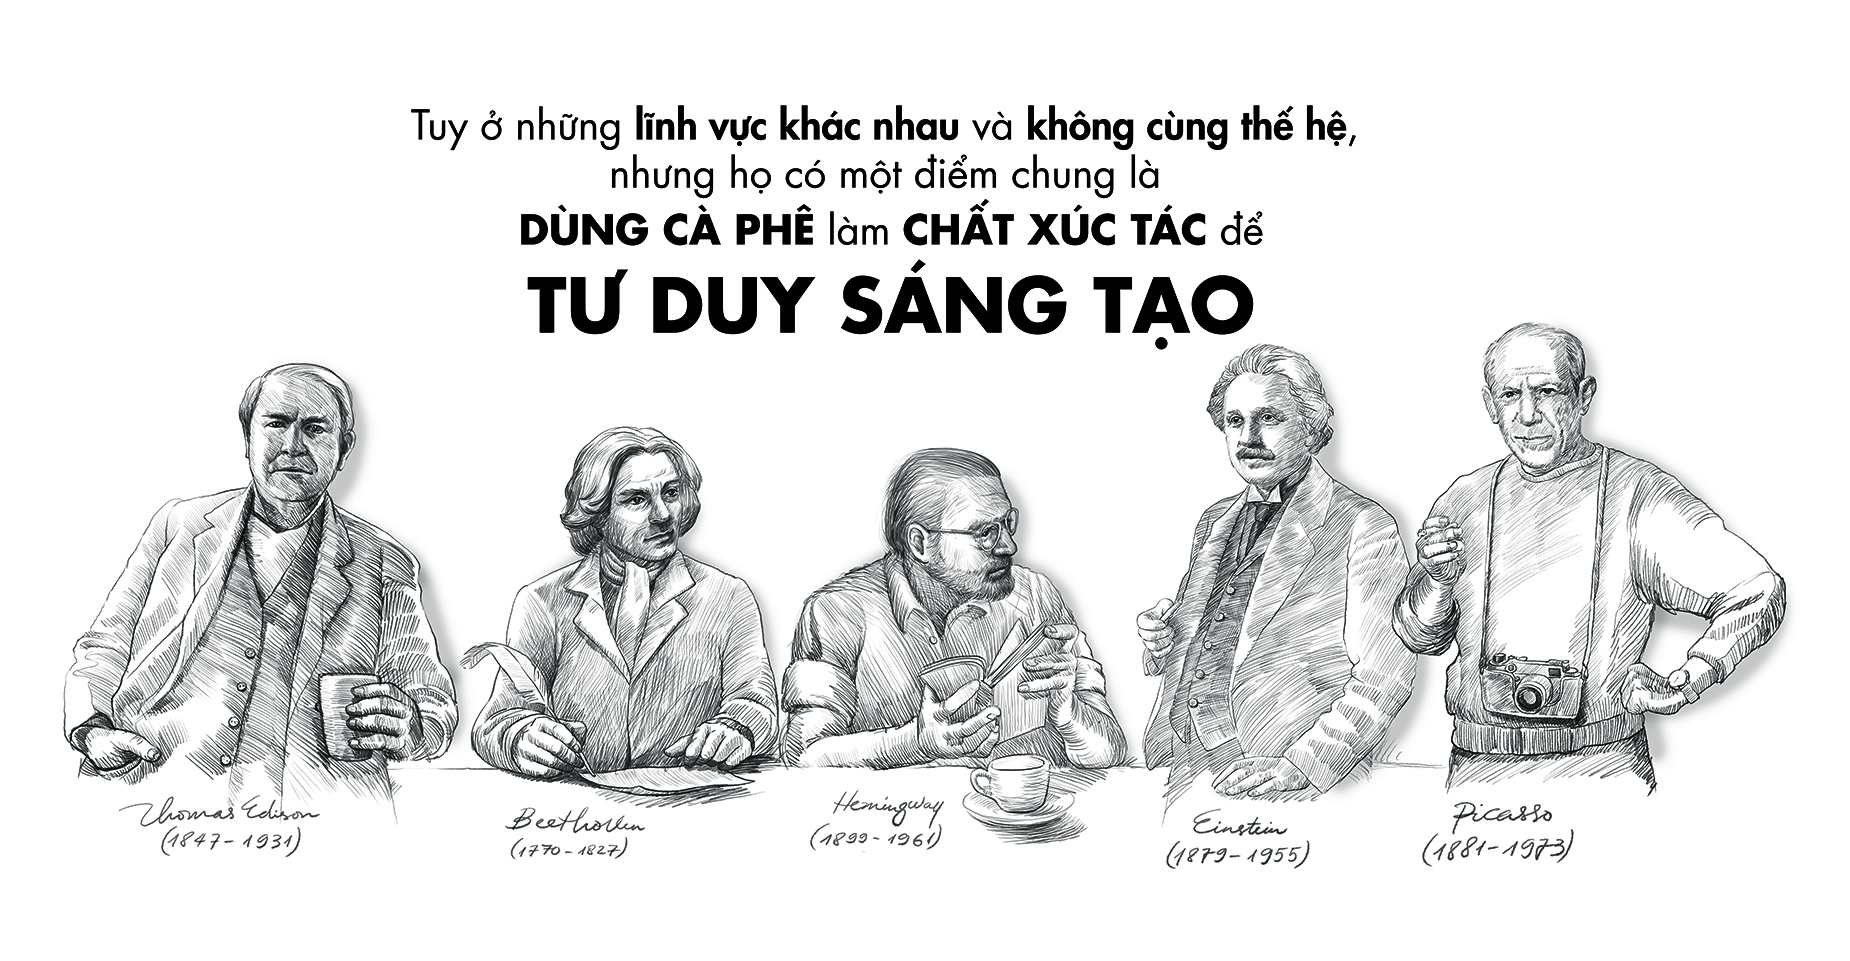 Tuy ở những lĩnh vực khác nhau và không cùng thế hệ,
nhưng họ có một điểm chung là
DÙNG CÀ PHÊ làm CHẤT XÚC TÁC để
TƯ DUY SÁNG TẠO
Thomas Edison
(1847-1931)
Beethoven
(1770-1827)
Hemingway
(1899-1961)
Einstein
(1879-1955)
Picasso
(1881-1973)